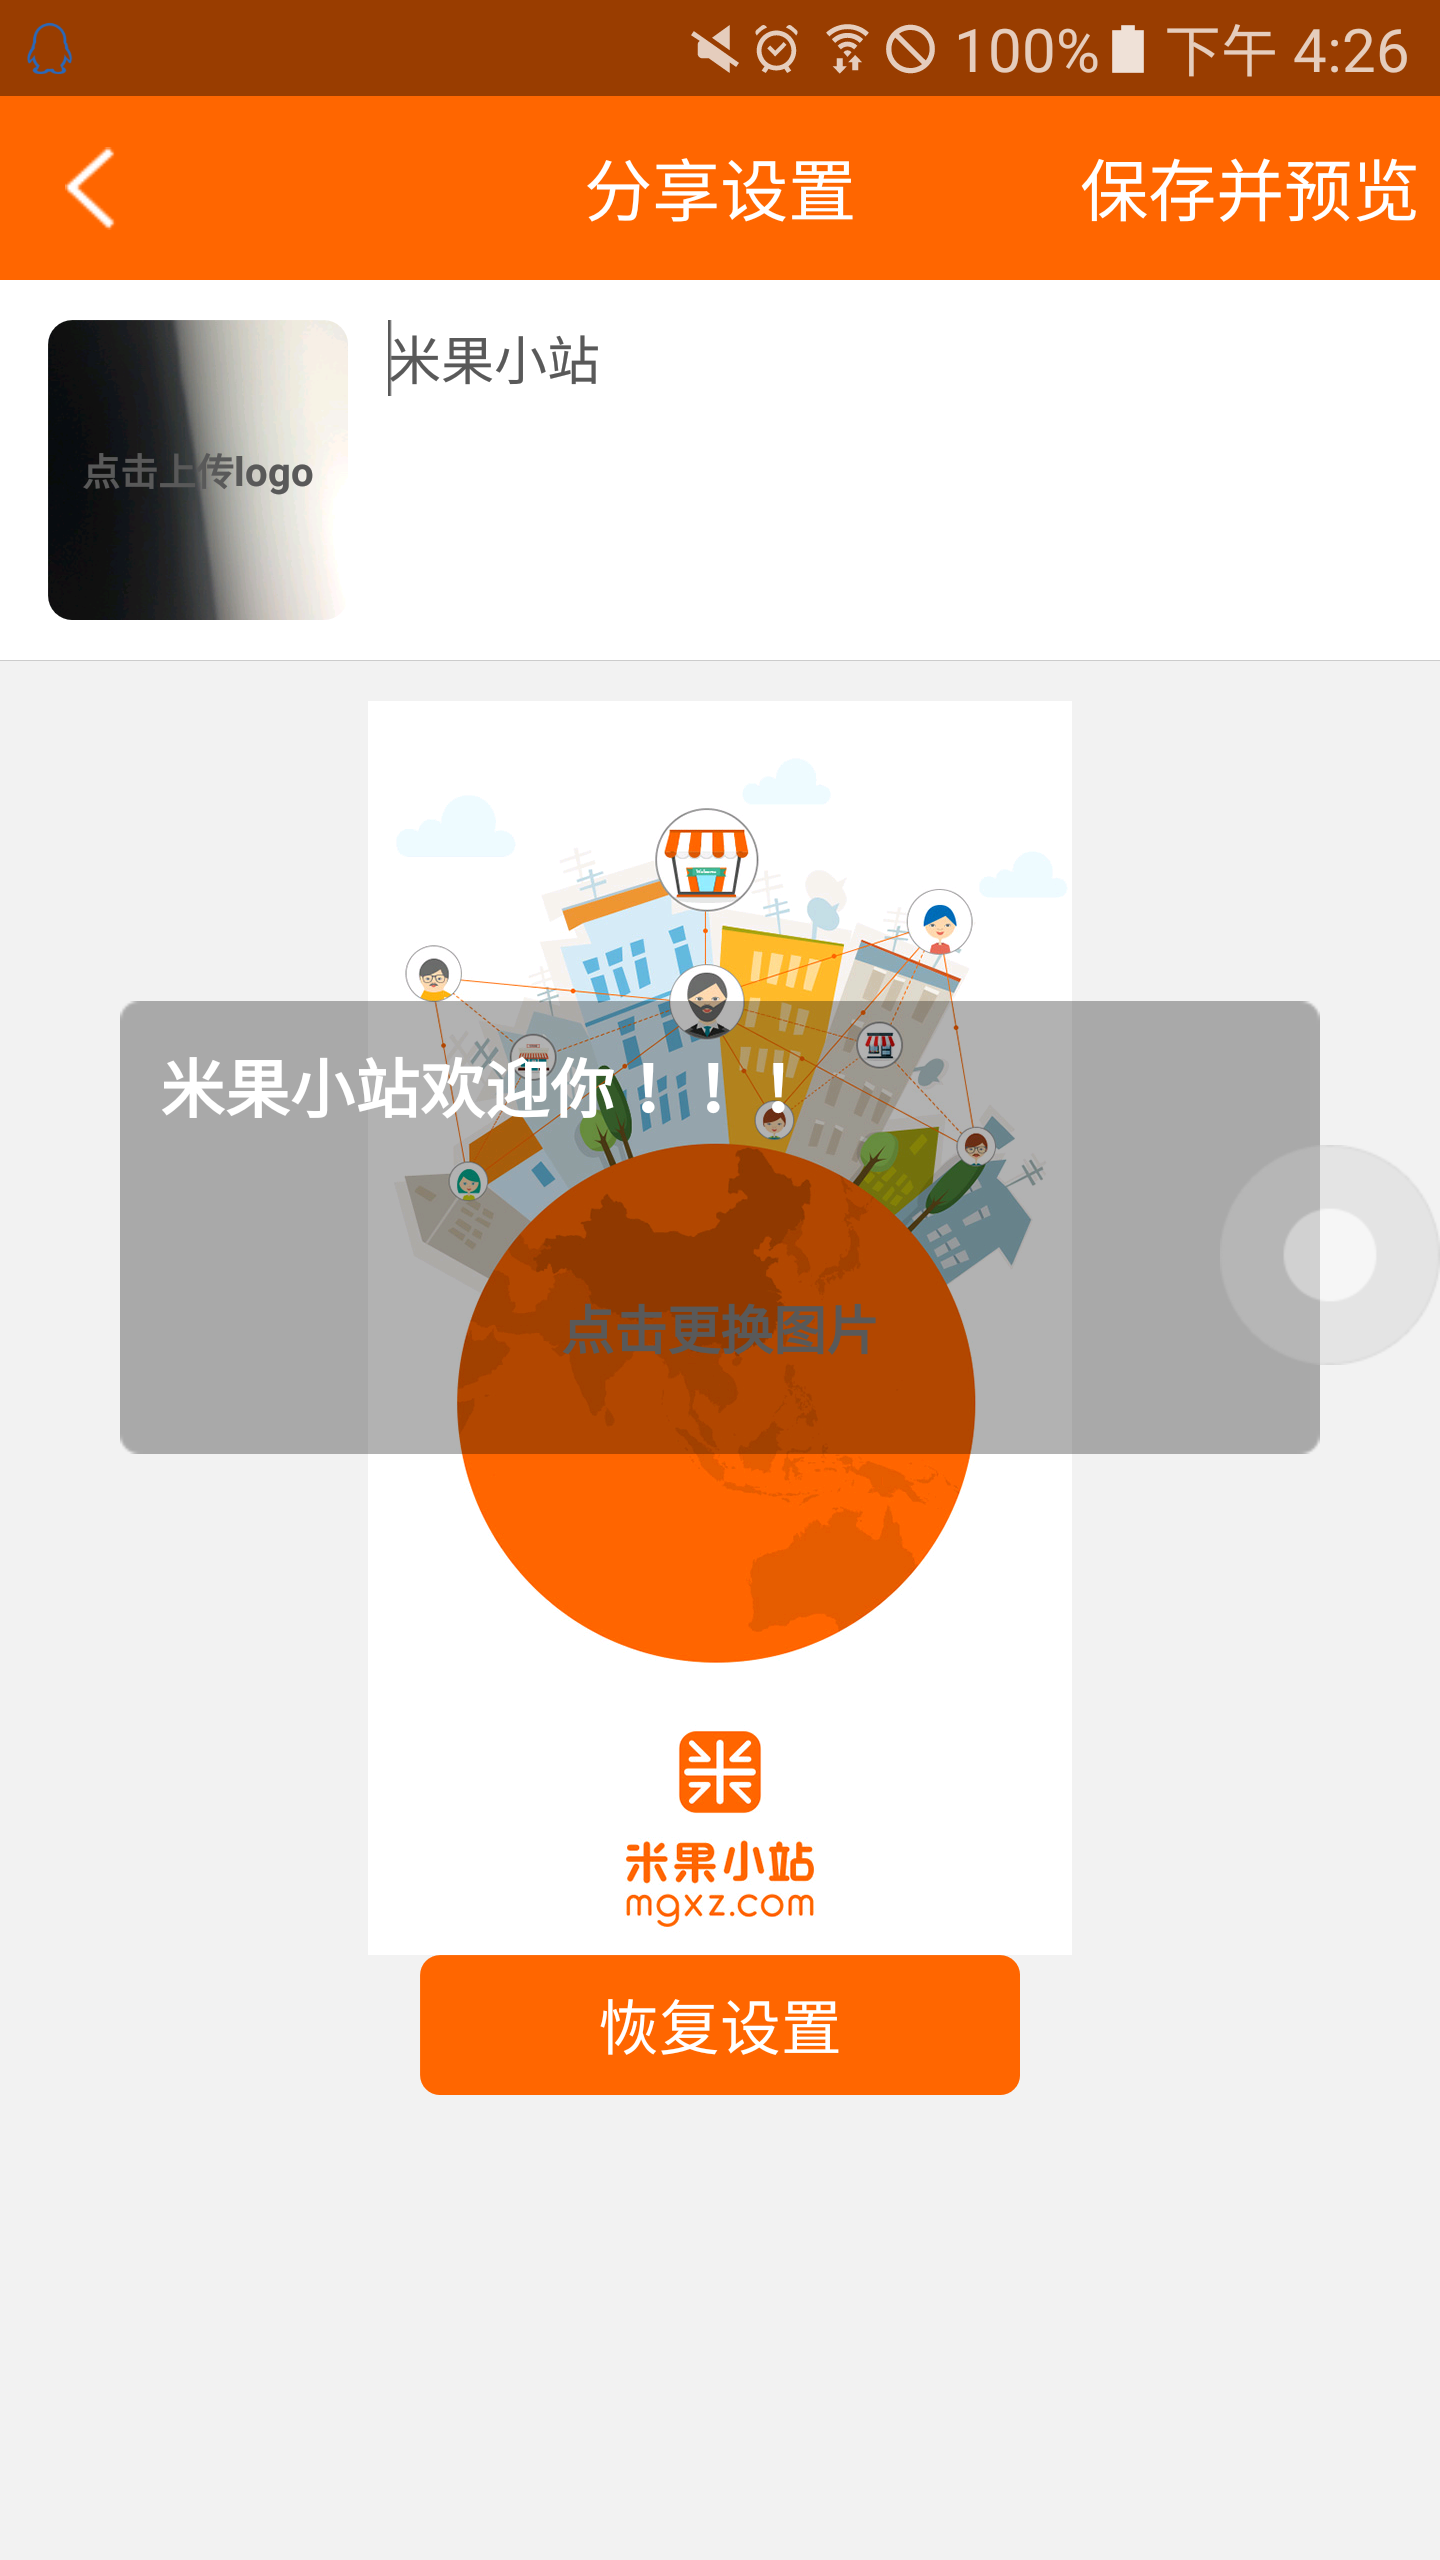 100% 下午 4:26
分享设置
保存并预览
米果小站
点击上传logo
Welcome
米果小站欢迎你！！！
点击更换图片
米果小站
mgxz.com
恢复设置